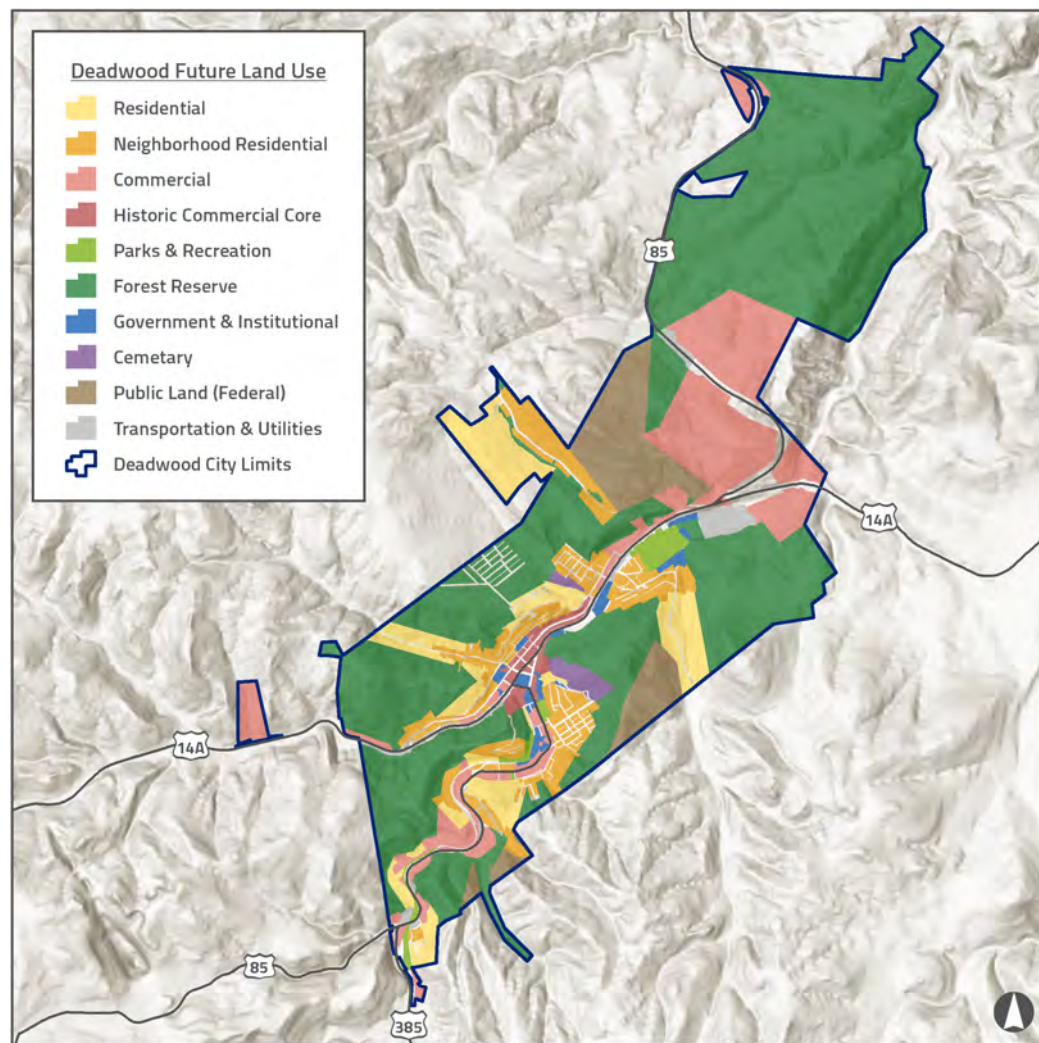 Deadwood Future Land Use
Residential
Neighborhood Residential
Commercial
Historic Commercial Core
Parks & Recreation
Forest Reserve
Government & Institutional
Cemetary
Public Land (Federal)
Transportation & Utilities
Deadwood City Limits
85
14A
14A
85
385